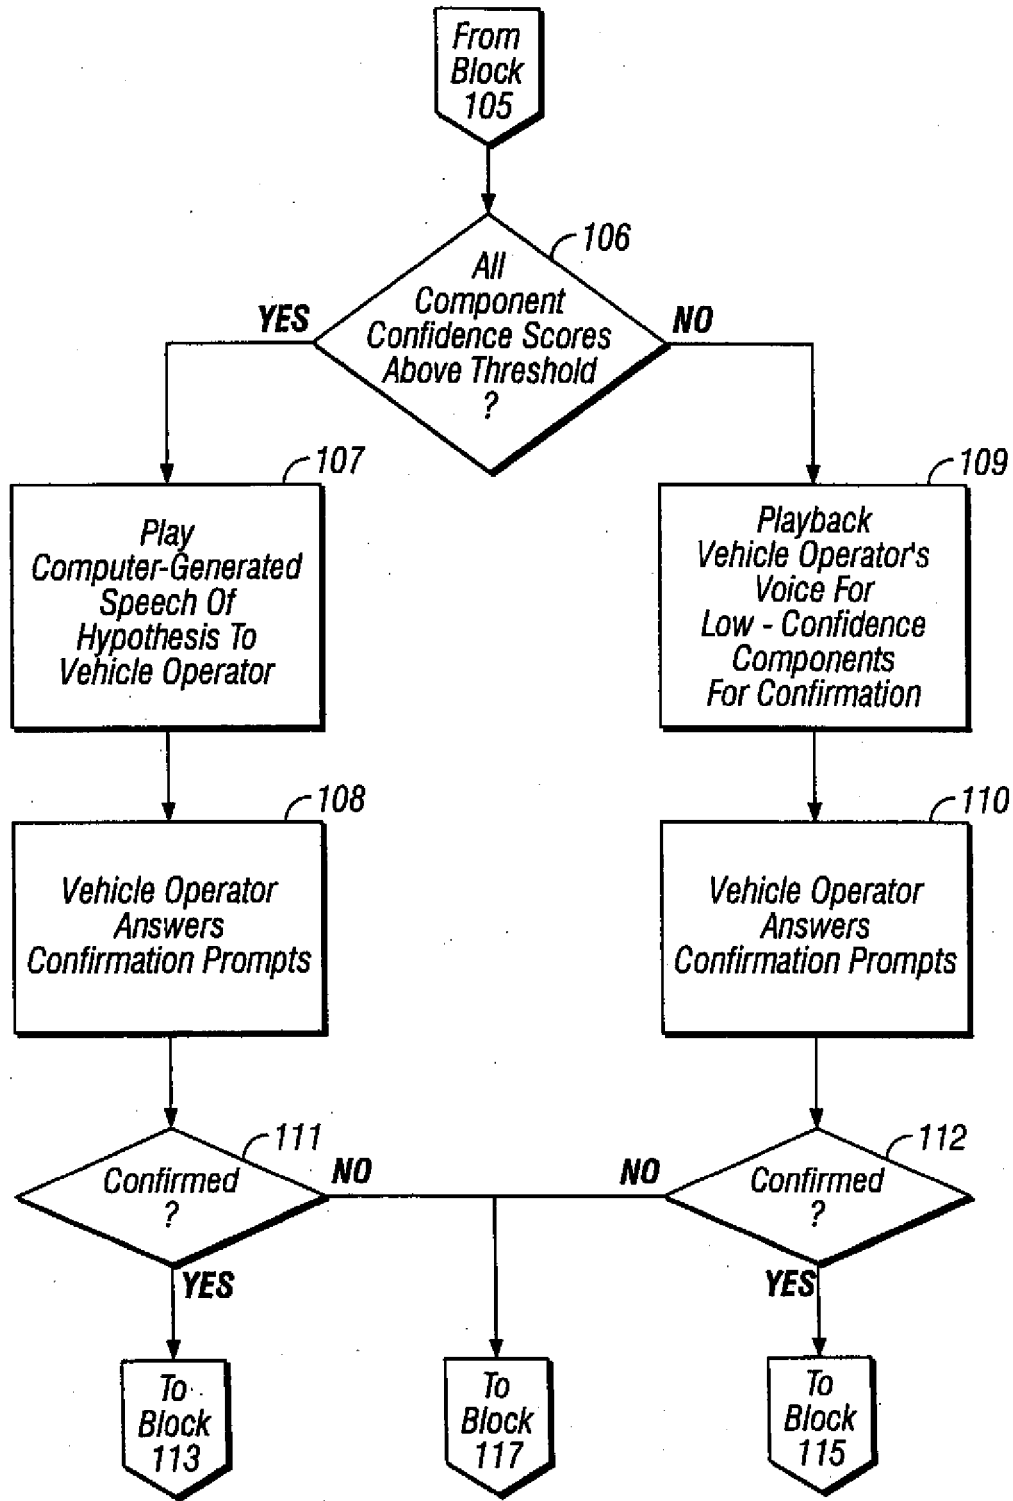 From
Block
105
106
All
Component
Confidence Scores
Above Threshold
?
YES
NO
107
Play
Computer-Generated
Speech Of
Hypothesis To
Vehicle Operator
109
Playback
Vehicle Operator's
Voice For
Low - Confidence
Components
For Confirmation
108
Vehicle Operator
Answers
Confirmation Prompts
110
Vehicle Operator
Answers
Confirmation Prompts
111
Confirmed
?
NO
YES
112
Confirmed
?
NO
YES
To
Block
113
To
Block
117
To
Block
115